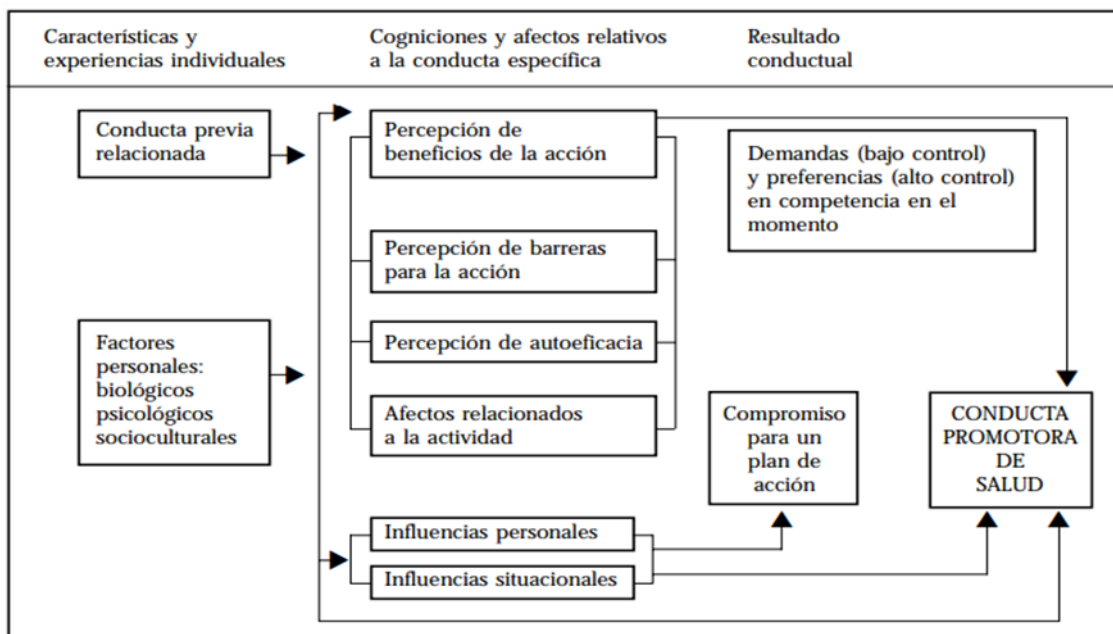 Características y
experiencias individuales
Cogniciones y afectos relativos
a la conducta específica
Resultado
conductual
Conducta previa
relacionada
Factores
personales:
biológicos
psicológicos
socioculturales
Percepción de
beneficios de la acción
Percepción de barreras
para la acción
Percepción de autoeficacia
Afectos relacionados
a la actividad
Influencias personales
Influencias situacionales
Demandas (bajo control)
y preferencias (alto control)
en competencia en el
momento
Compromiso
para un
plan de
acción
CONDUCTA
PROMOTORA
DE
SALUD